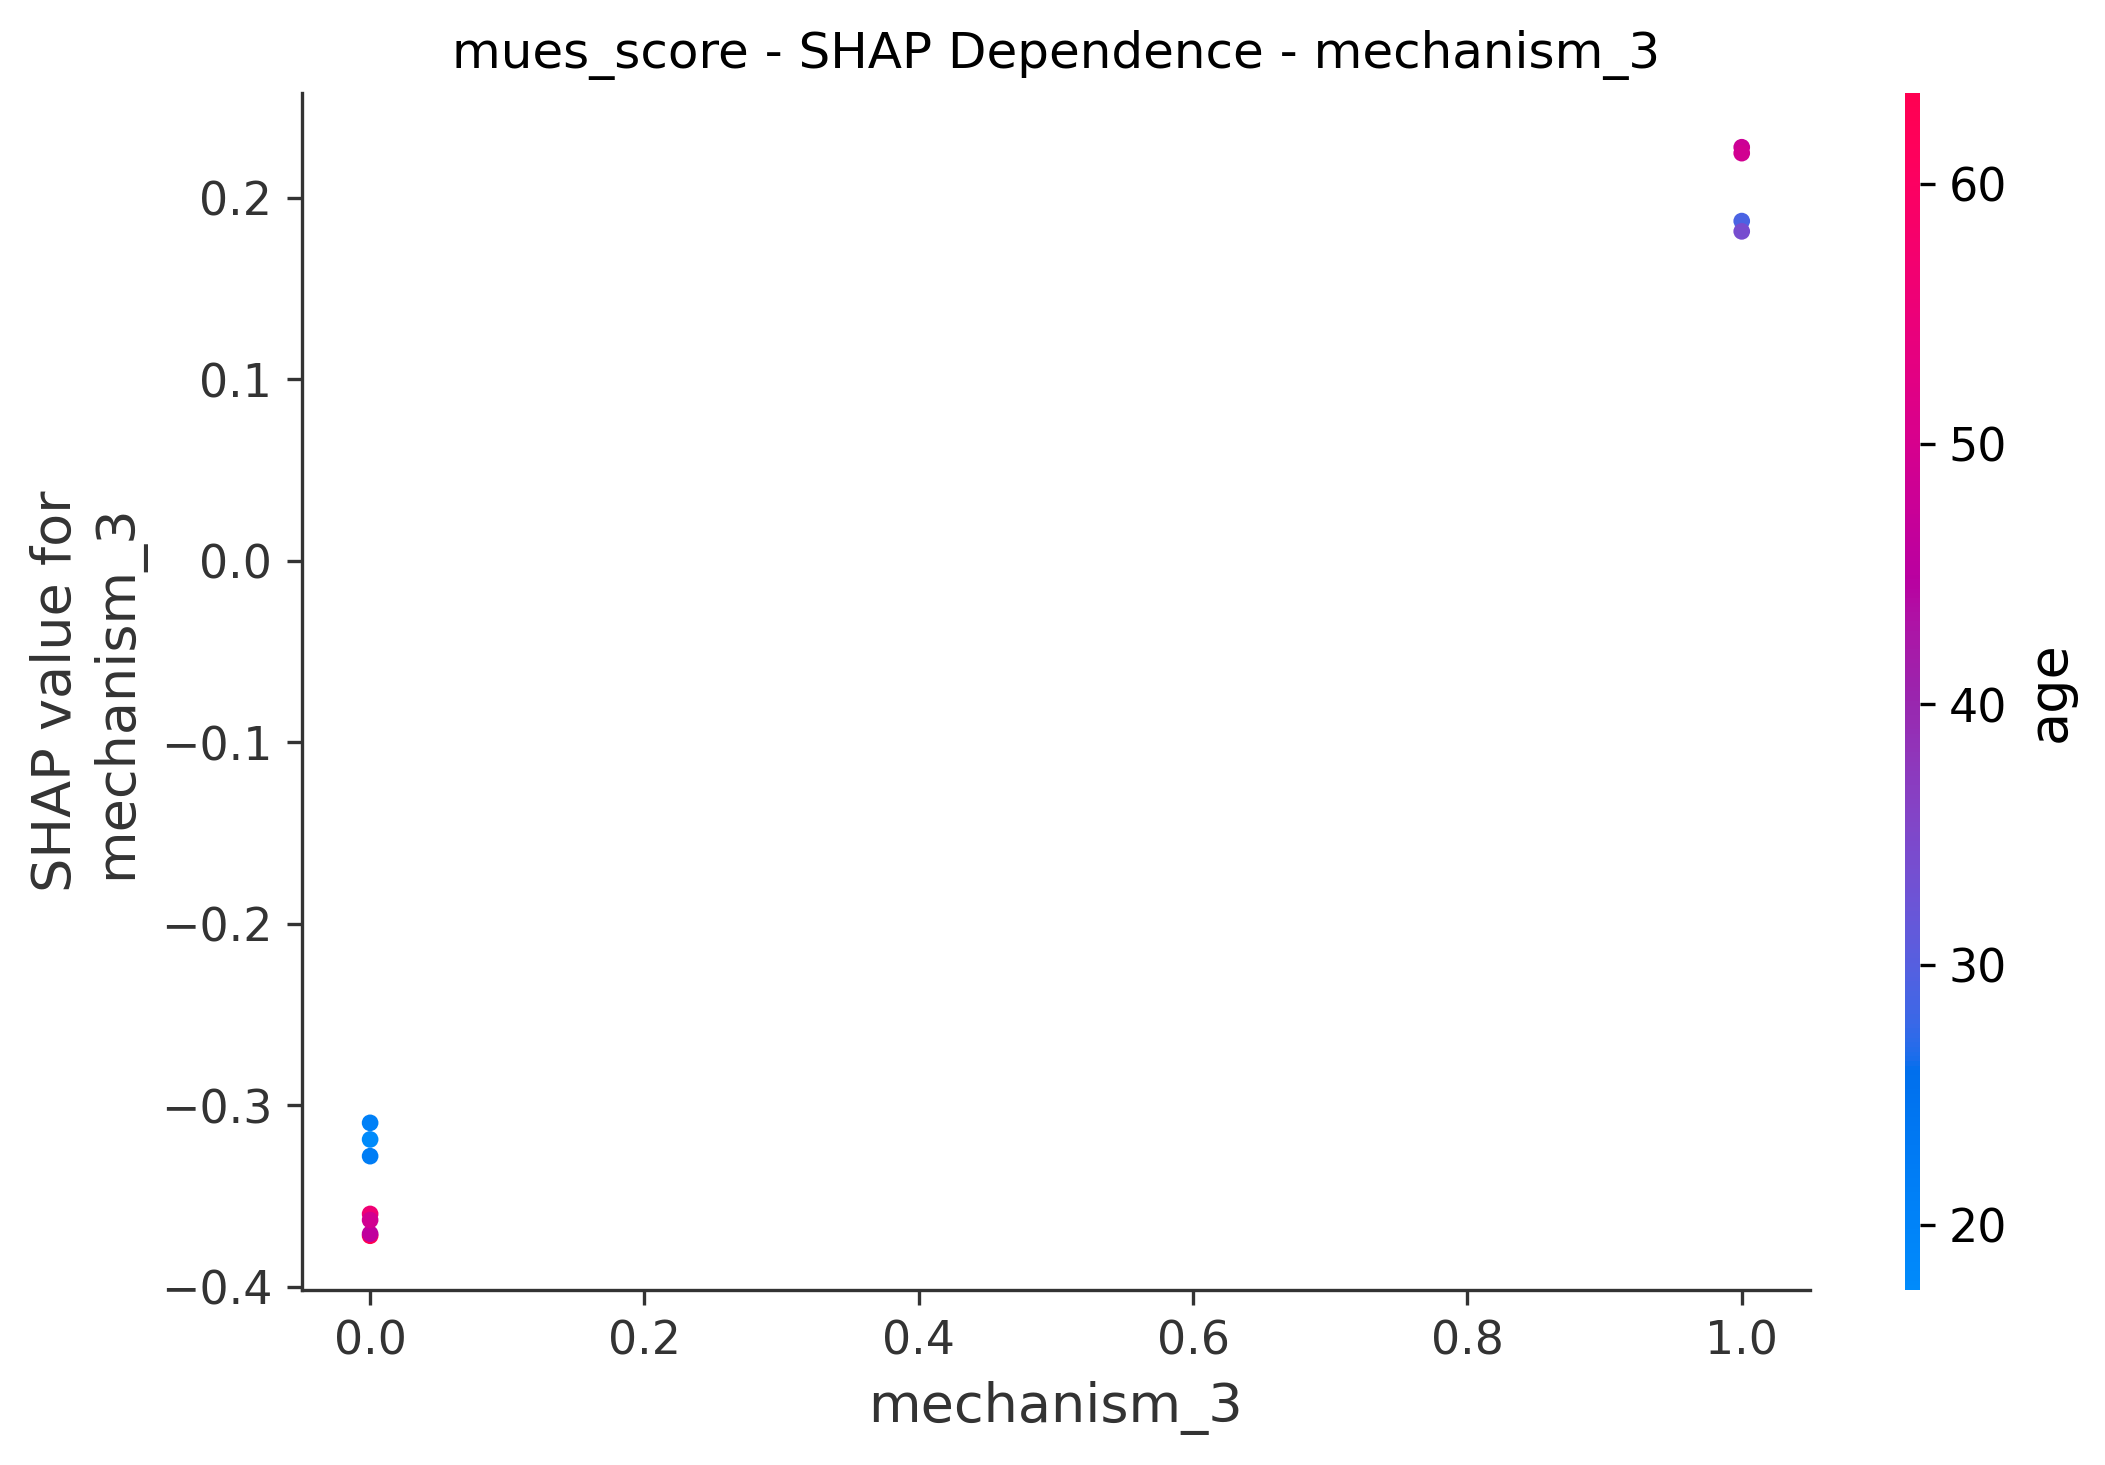 mues_score - SHAP Dependence - mechanism_3
SHAP value for
mechanism_3
0.2
0.1
0.0
−0.1
−0.2
−0.3
−0.4
0.0 0.2 0.4 0.6 0.8 1.0
mechanism_3
60
50
40
30
20
age